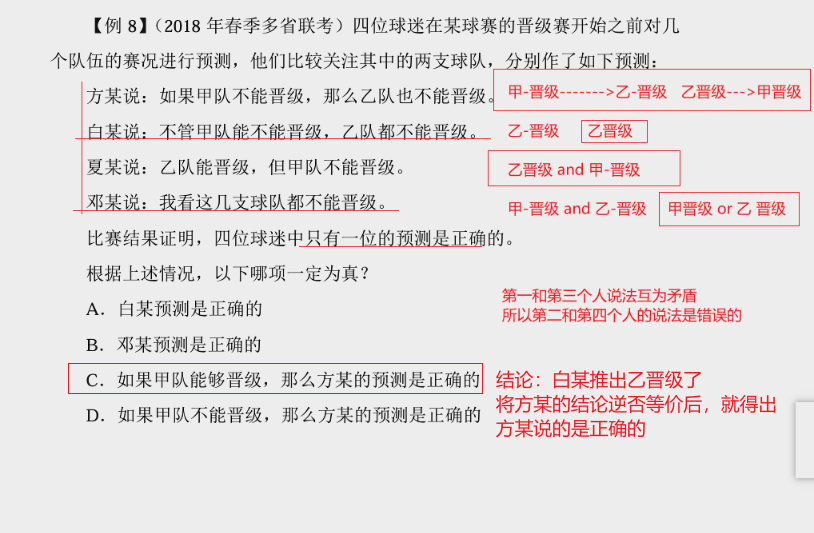 【例 8】（2018 年春季多省联考）四位球迷在某球赛的晋级赛开始之前对几
个队伍的赛况进行预测，他们比较关注其中的两支球队，分别作了如下预测：
方某说：如果甲队不能晋级，那么乙队也不能晋级。
甲-晋级------->乙-晋级 乙晋级--->甲晋级
白某说：不管甲队能不能晋级，乙队都不能晋级。
乙-晋级 乙晋级
夏某说：乙队能晋级，但甲队不能晋级。
乙晋级 and 甲-晋级
邓某说：我看这几支球队都不能晋级。
甲-晋级 and 乙-晋级 甲晋级 or 乙 晋级
比赛结果证明，四位球迷中只有一位的预测是正确的。
根据上述情况，以下哪项一定为真？
A．白某预测是正确的
第一和第三个人说法互为矛盾
所以第二和第四个人的说法是错误的
B．邓某预测是正确的
C．如果甲队能够晋级，那么方某的预测是正确的
D．如果甲队不能晋级，那么方某的预测是正确的
结论：白某推出乙晋级了
将方某的结论逆否等价后，就得出
方某说的是正确的